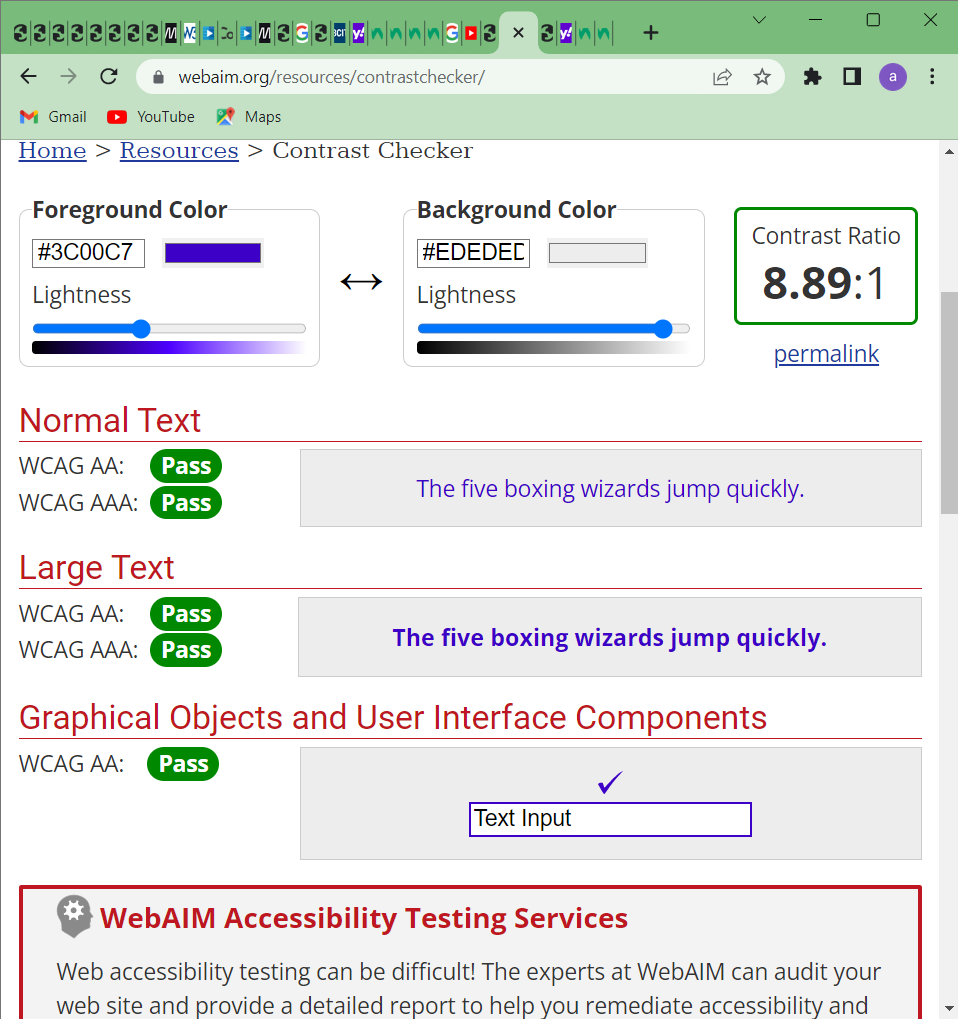 webaim.org/resources/contrastchecker/
a
Gmail YouTube Maps
Home > Resources > Contrast Checker
Foreground Color
#3C00C7
Lightness
Background Color
#EDEDED
Lightness
Contrast Ratio
8.89:1
permalink
Normal Text
WCAG AA: Pass
WCAG AAA: Pass
The five boxing wizards jump quickly.
Large Text
WCAG AA: Pass
WCAG AAA: Pass
The five boxing wizards jump quickly.
Graphical Objects and User Interface Components
WCAG AA: Pass
✓
Text Input
WebAIM Accessibility Testing Services
Web accessibility testing can be difficult! The experts at WebAIM can audit your
web site and provide a detailed report to help you remediate accessibility and